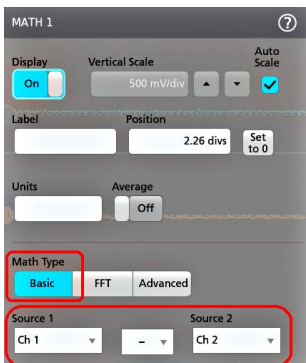 MATH 1 ?
Display Vertical Scale Auto Scale
On 500 mV/div
Label Position
2.26 divs Set to 0
Units Average
Off
Math Type
Basic FFT Advanced
Source 1 Source 2
Ch 1 - Ch 2